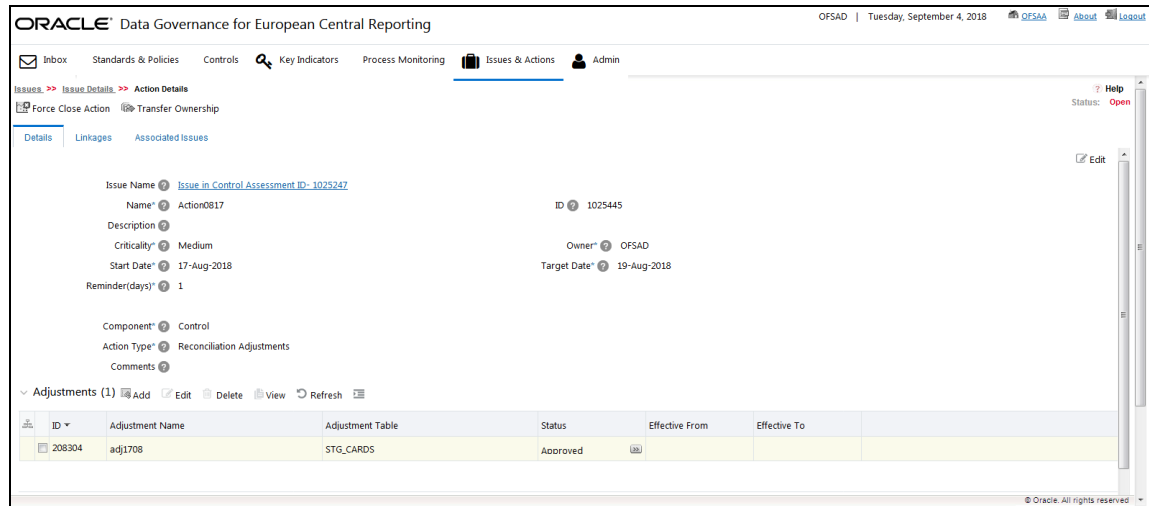 ORACLE Data Governance for European Central Reporting
OFSAD | Tuesday, September 4, 2018 OFSAA About Logout
Inbox Standards & Policies Controls Key Indicators Process Monitoring Issues & Actions Admin
Issues >> Issue Details >> Action Details
? Help
Force Close Action Transfer Ownership
Status: Open
Details Linkages Associated Issues
Edit
Issue Name ? Issue in Control Assessment ID- 1025247
Name* ? Action0817 ID ? 1025445
Description ?
Criticality* ? Medium Owner* ? OFSAD
Start Date* ? 17-Aug-2018 Target Date* ? 19-Aug-2018
Reminder(days)* ? 1
Component* ? Control
Action Type* ? Reconciliation Adjustments
Comments ?
Adjustments (1) Add Edit Delete View Refresh
ID Adjustment Name Adjustment Table Status Effective From Effective To
208304 adj1708 STG_CARDS Approved
© Oracle. All rights reserved